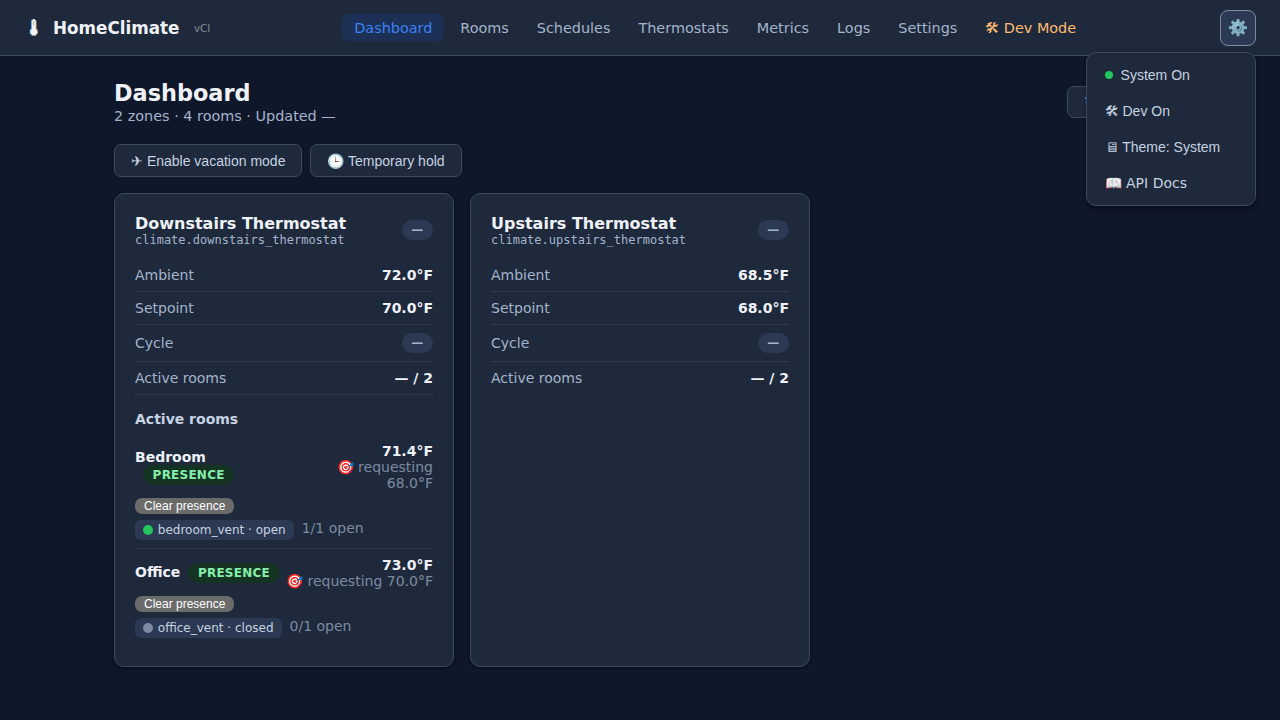 🌡 HomeClimate vCI Dashboard Rooms Schedules Thermostats Metrics Logs Settings 🛠 Dev Mode ⚙️
System On
🛠 Dev On
🖥 Theme: System
📖 API Docs
Dashboard
2 zones · 4 rooms · Updated —
✈ Enable vacation mode 🕒 Temporary hold
Downstairs Thermostat —
climate.downstairs_thermostat
Ambient 72.0°F
Setpoint 70.0°F
Cycle —
Active rooms — / 2
Active rooms
Bedroom PRESENCE 71.4°F
🎯 requesting
68.0°F
Clear presence
bedroom_vent · open 1/1 open
Office PRESENCE 73.0°F
🎯 requesting 70.0°F
Clear presence
office_vent · closed 0/1 open
Upstairs Thermostat —
climate.upstairs_thermostat
Ambient 68.5°F
Setpoint 68.0°F
Cycle —
Active rooms — / 2